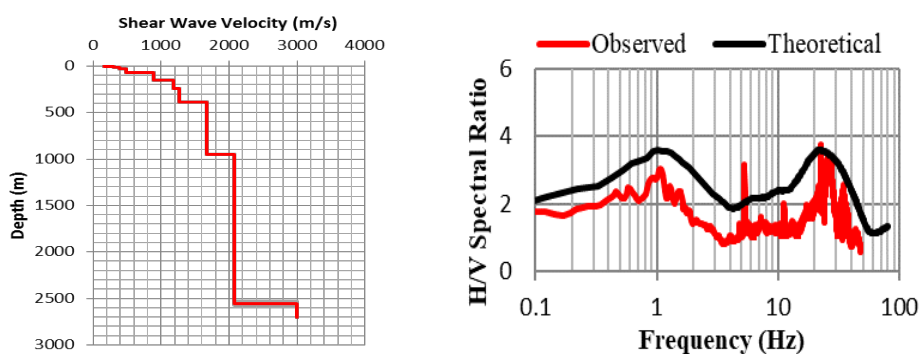 Shear Wave Velocity (m/s)
0 1000 2000 3000 4000
0
500
1000
1500
2000
2500
3000
Depth (m)
Observed Theoretical
6
4
2
0
H/V Spectral Ratio
0.1 1 10 100
Frequency (Hz)